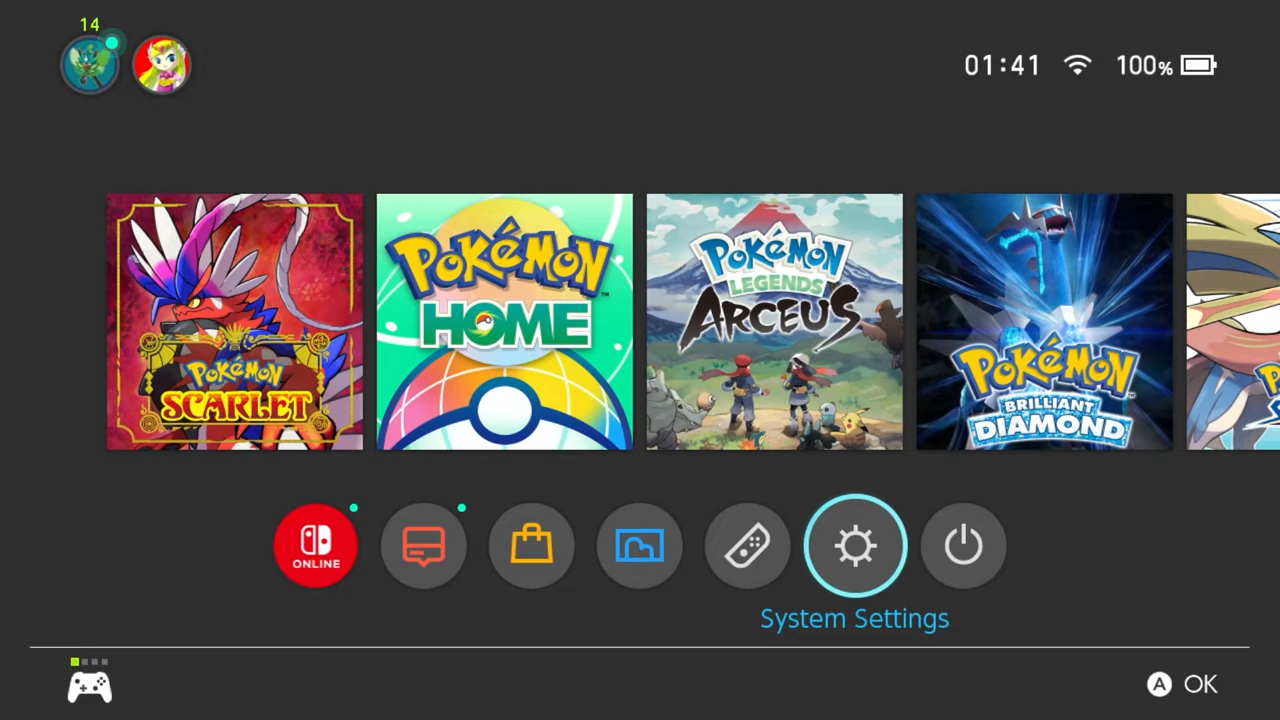 14
01:41
100%
POKÉMON
SCARLET
POKÉMON
HOME
POKÉMON
LEGENDS
ARCEUS
POKÉMON
BRILLIANT
DIAMOND
ONLINE
System Settings
A OK